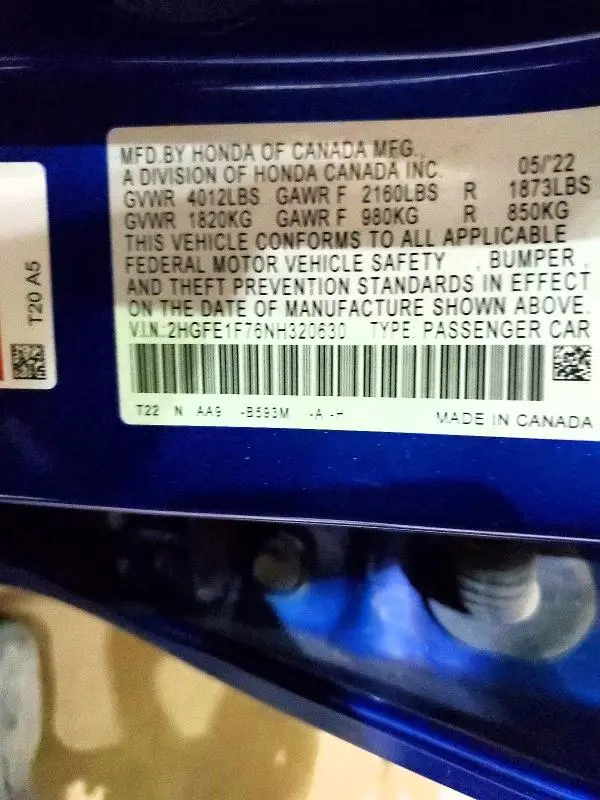 MFD.BY HONDA OF CANADA MFG.,
A DIVISION OF HONDA CANADA INC. 05/'22
GVWR 4012LBS GAWR F 2160LBS R 1873LBS
GVWR 1820KG GAWR F 980KG R 850KG
THIS VEHICLE CONFORMS TO ALL APPLICABLE
FEDERAL MOTOR VEHICLE SAFETY , BUMPER ,
AND THEFT PREVENTION STANDARDS IN EFFECT
ON THE DATE OF MANUFACTURE SHOWN ABOVE.
V.I.N.:2HGFE1F76NH320630 TYPE: PASSENGER CAR
T22 N AA9 -B593M -A -H MADE IN CANADA
T20 A5